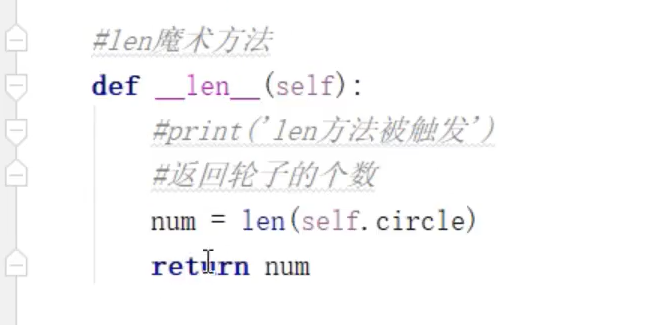 #len魔术方法
def __len__(self):
#print('len方法被触发')
#返回轮子的个数
num = len(self.circle)
return num